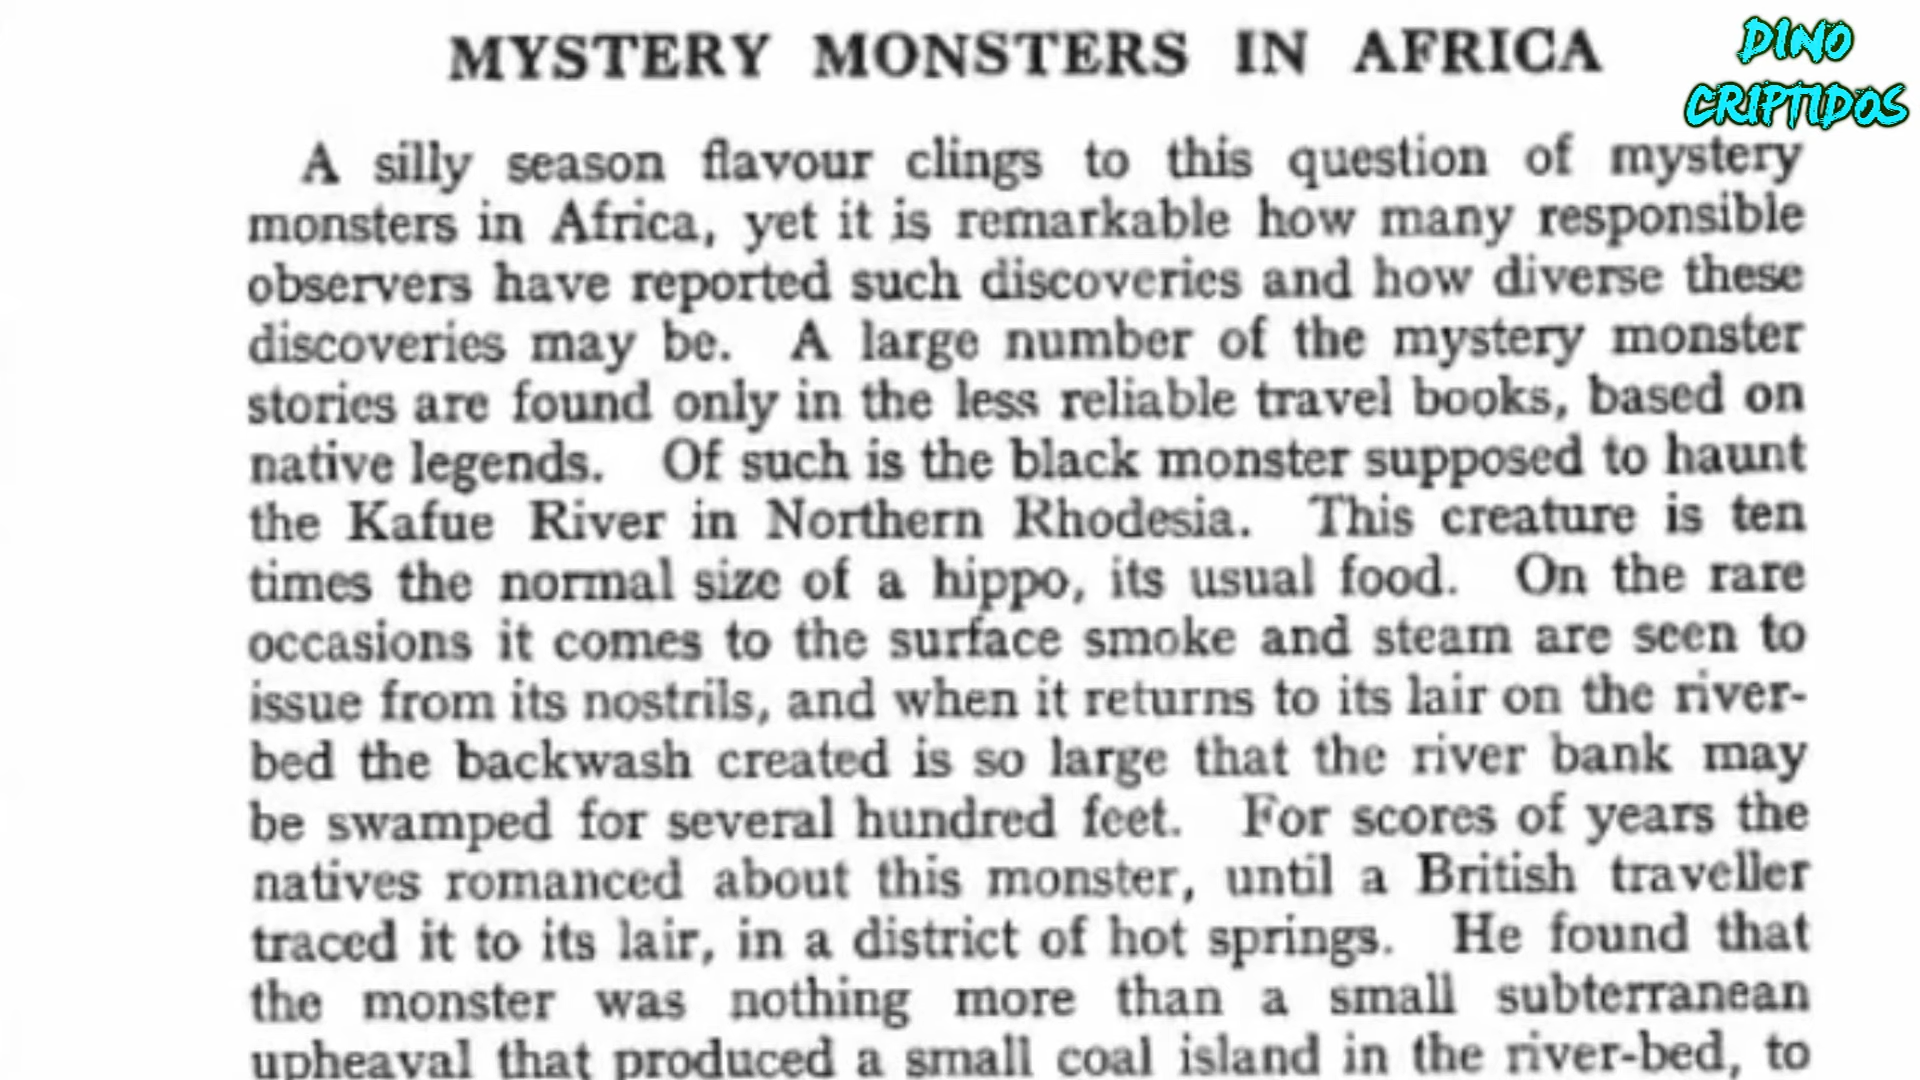 MYSTERY MONSTERS IN AFRICA
DINO
CRIPTIDOS
A silly season flavour clings to this question of mystery
monsters in Africa, yet it is remarkable how many responsible
observers have reported such discoveries and how diverse these
discoveries may be. A large number of the mystery monster
stories are found only in the less reliable travel books, based on
native legends. Of such is the black monster supposed to haunt
the Kafue River in Northern Rhodesia. This creature is ten
times the normal size of a hippo, its usual food. On the rare
occasions it comes to the surface smoke and steam are seen to
issue from its nostrils, and when it returns to its lair on the river-
bed the backwash created is so large that the river bank may
be swamped for several hundred feet. For scores of years the
natives romanced about this monster, until a British traveller
traced it to its lair, in a district of hot springs. He found that
the monster was nothing more than a small subterranean
upheaval that produced a small coal island in the river-bed, to